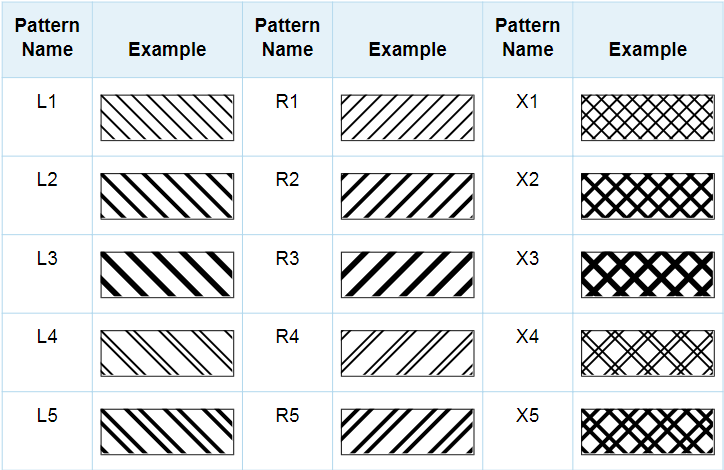 Pattern Name Example Pattern Name Example Pattern Name Example
L1 R1 X1
L2 R2 X2
L3 R3 X3
L4 R4 X4
L5 R5 X5